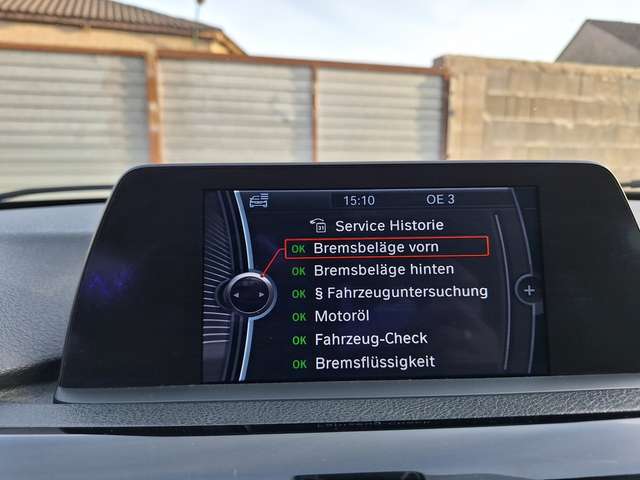 15:10 OE 3
Service Historie
OK Bremsbeläge vorn
OK Bremsbeläge hinten
OK § Fahrzeuguntersuchung
OK Motoröl
OK Fahrzeug-Check
OK Bremsflüssigkeit